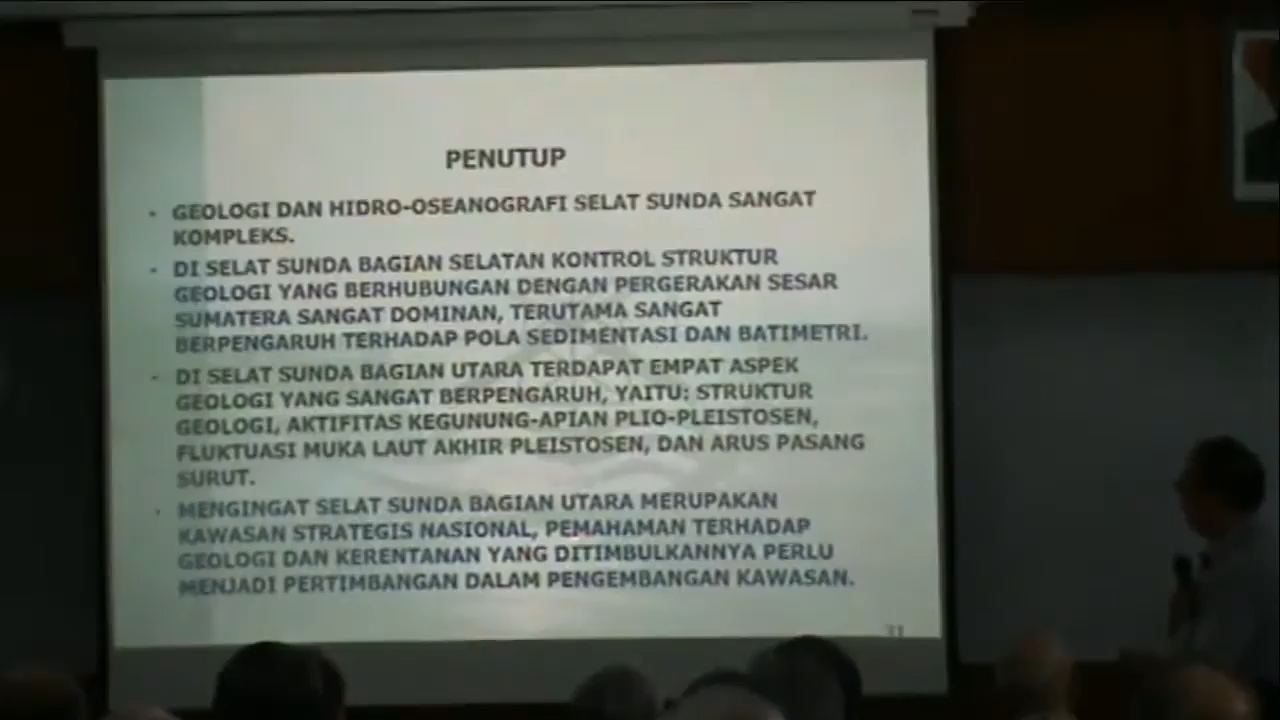 PENUTUP
- GEOLOGI DAN HIDRO-OSEANOGRAFI SELAT SUNDA SANGAT
KOMPLEKS.
- DI SELAT SUNDA BAGIAN SELATAN KONTROL STRUKTUR
GEOLOGI YANG BERHUBUNGAN DENGAN PERGERAKAN SESAR
SUMATERA SANGAT DOMINAN, TERUTAMA SANGAT
BERPENGARUH TERHADAP POLA SEDIMENTASI DAN BATIMETRI.
- DI SELAT SUNDA BAGIAN UTARA TERDAPAT EMPAT ASPEK
GEOLOGI YANG SANGAT BERPENGARUH, YAITU: STRUKTUR
GEOLOGI, AKTIFITAS KEGUNUNG-APIAN PLIO-PLEISTOSEN,
FLUKTUASI MUKA LAUT AKHIR PLEISTOSEN, DAN ARUS PASANG
SURUT.
- MENGINGAT SELAT SUNDA BAGIAN UTARA MERUPAKAN
KAWASAN STRATEGIS NASIONAL, PEMAHAMAN TERHADAP
GEOLOGI DAN KERENTANAN YANG DITIMBULKANNYA PERLU
MENJADI PERTIMBANGAN DALAM PENGEMBANGAN KAWASAN.